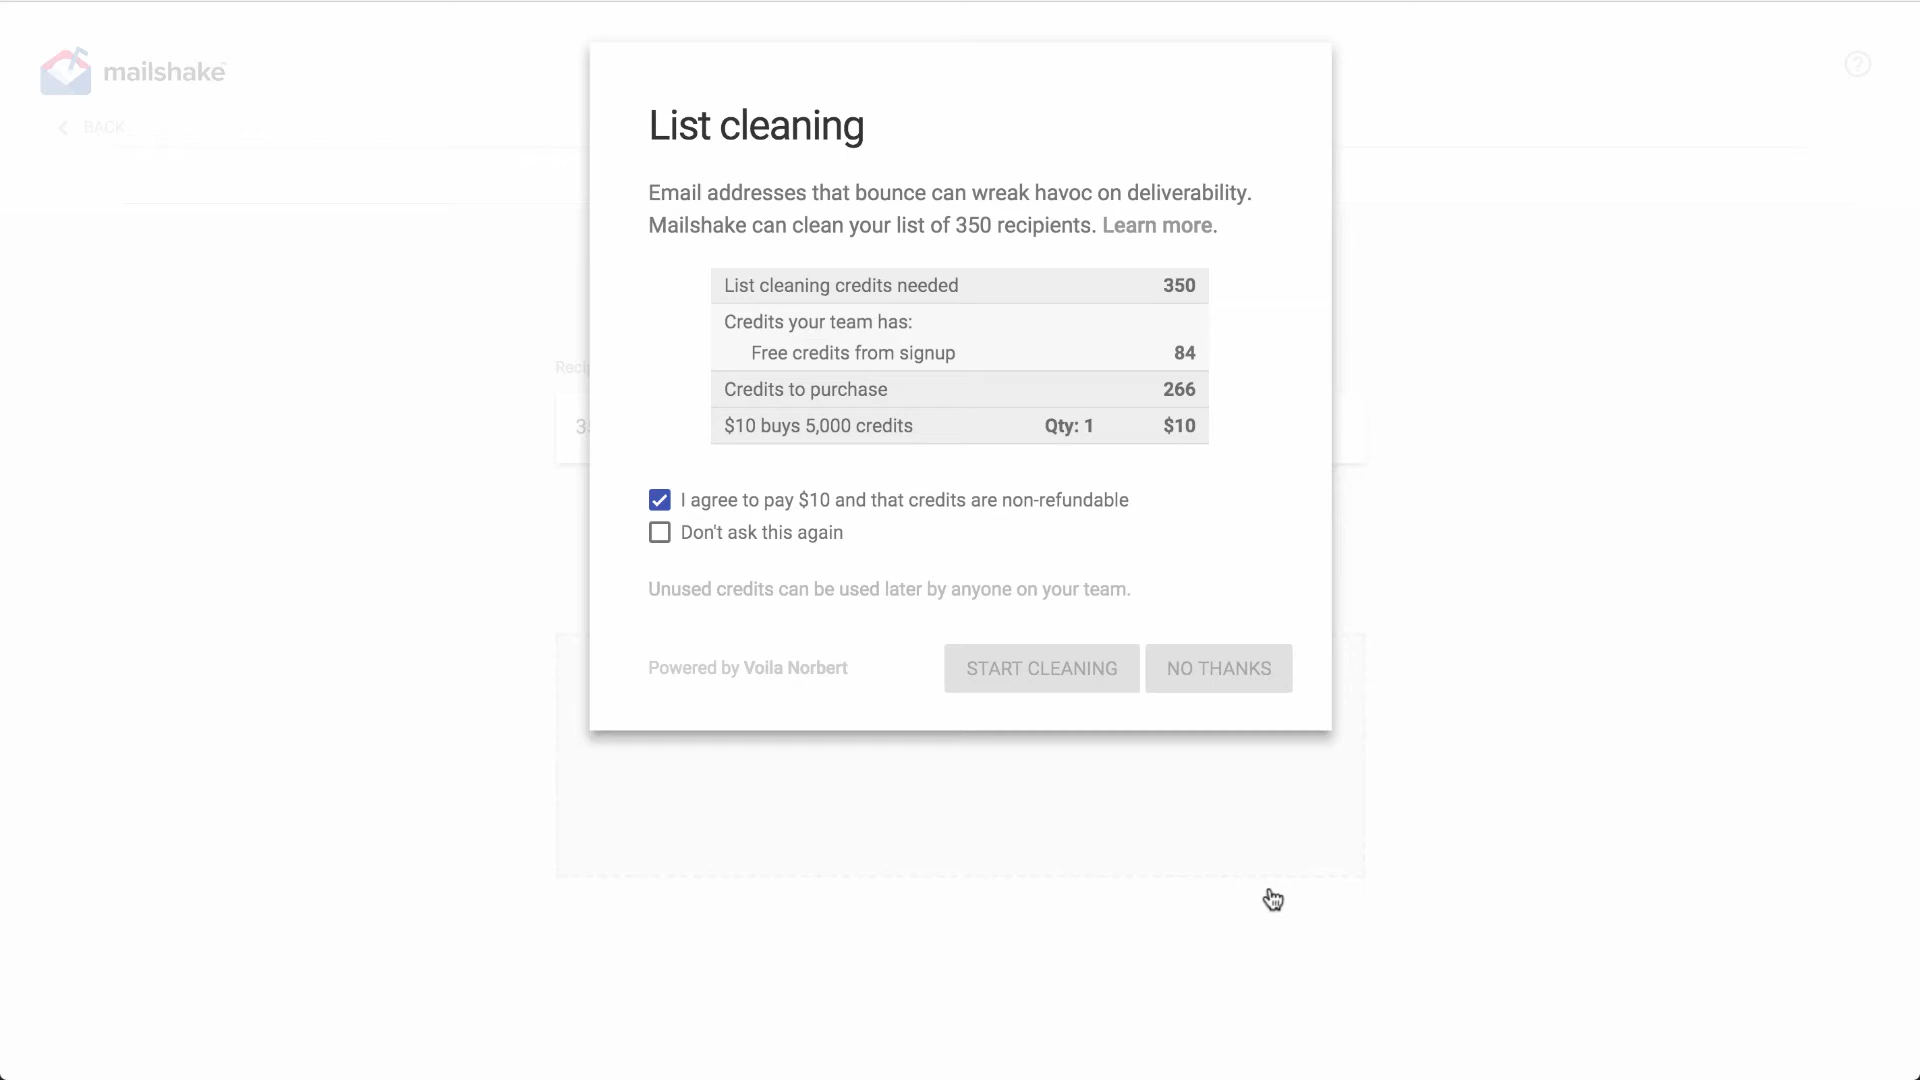 mailshake
BACK
List cleaning
Email addresses that bounce can wreak havoc on deliverability.
Mailshake can clean your list of 350 recipients. Learn more.
List cleaning credits needed 350
Credits your team has:
Free credits from signup 84
Credits to purchase 266
$10 buys 5,000 credits Qty: 1 $10
I agree to pay $10 and that credits are non-refundable
Don't ask this again
Unused credits can be used later by anyone on your team.
Powered by Voila Norbert
START CLEANING
NO THANKS